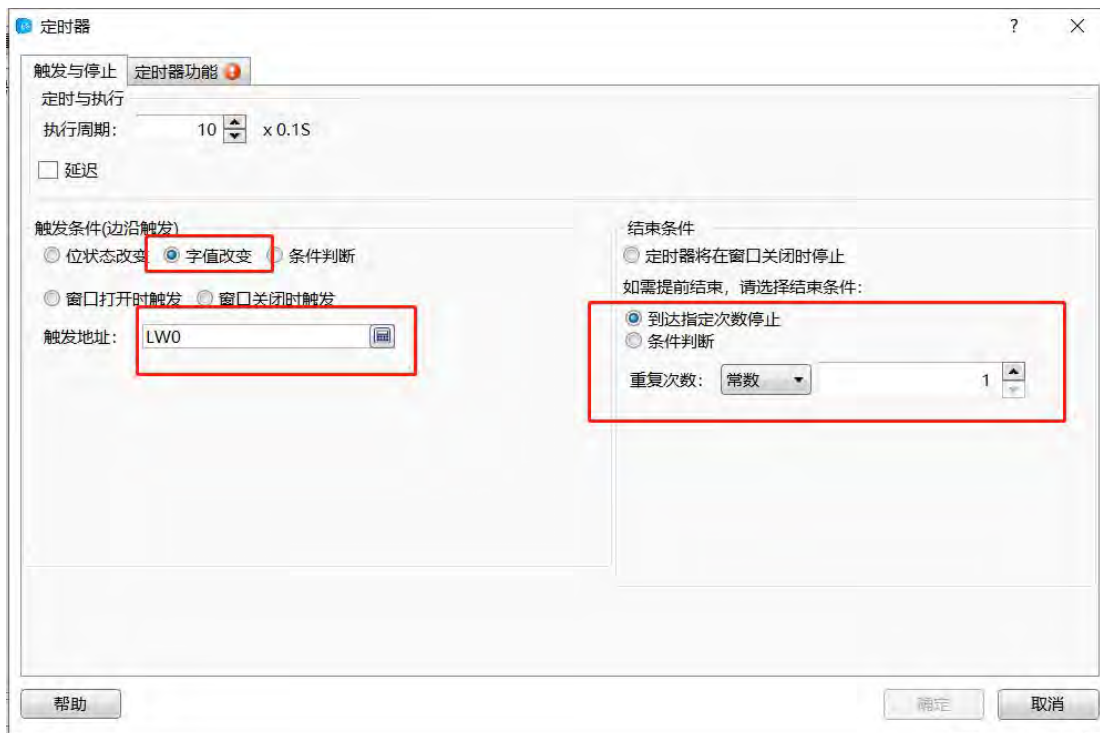 定时器
触发与停止 定时器功能
定时与执行
执行周期: 10 x 0.1S
延迟
触发条件(边沿触发)
位状态改变 字值改变 条件判断
窗口打开时触发 窗口关闭时触发
触发地址: LW0
结束条件
定时器将在窗口关闭时停止
如需提前结束，请选择结束条件:
到达指定次数停止
条件判断
重复次数: 常数 1
帮助 确定 取消